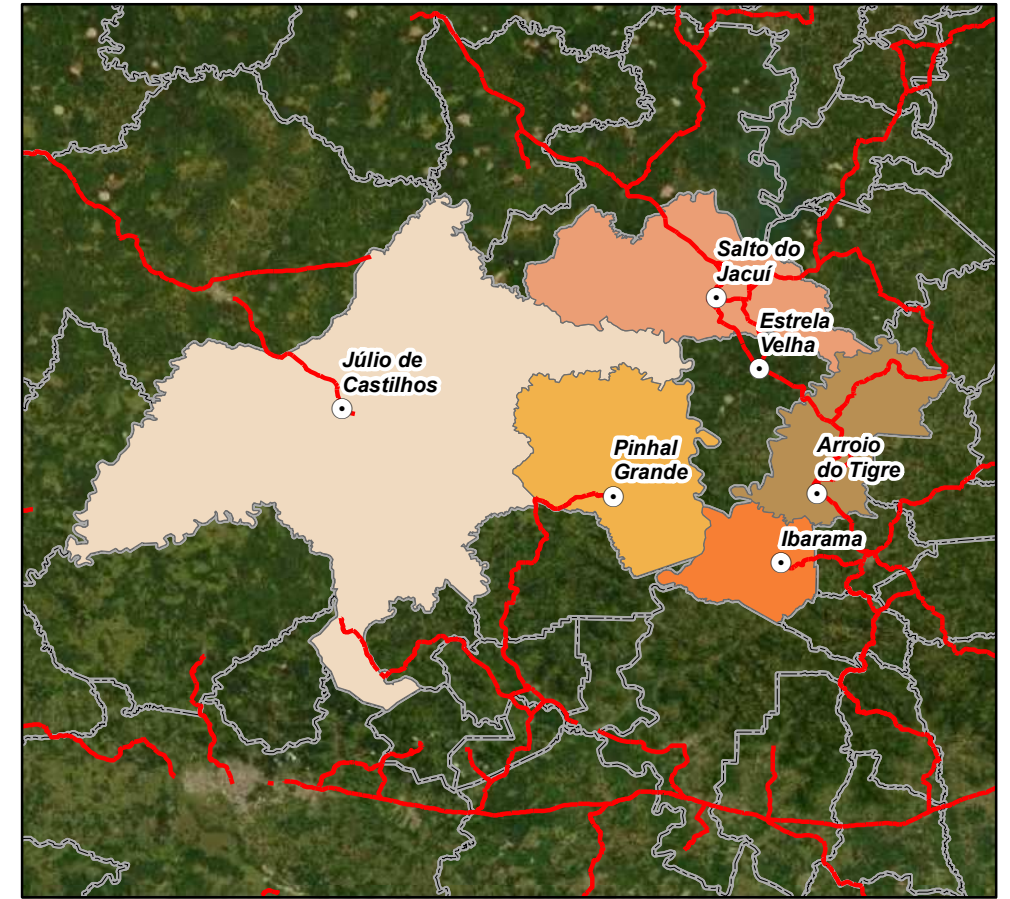 Salto do
Jacuí
Estrela
Velha
Júlio de
Castilhos
Pinhal
Grande
Arroio
do Tigre
Ibarama